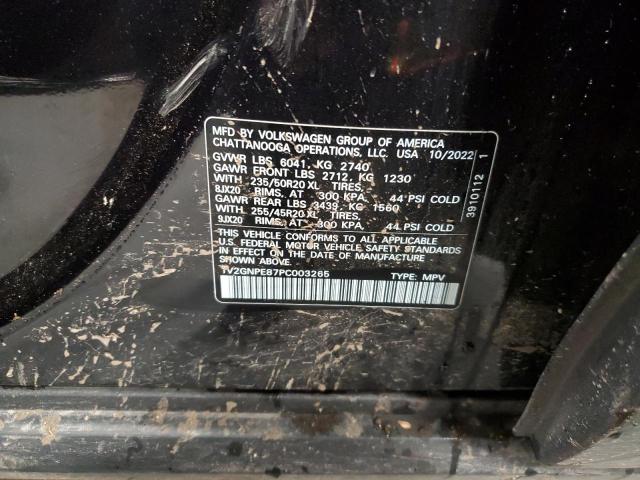 MFD BY VOLKSWAGEN GROUP OF AMERICA
CHATTANOOGA OPERATIONS, LLC. USA 10/2022
GVWR LBS 6041, KG 2740
GAWR FRONT LBS 2712, KG 1230
WITH 235/50R20 XL TIRES,
8JX20 RIMS, AT 300 KPA, 44 PSI COLD
GAWR REAR LBS 3439, KG 1560
WITH 255/45R20 XL TIRES,
9JX20 RIMS, AT 300 KPA, 44 PSI COLD
THIS VEHICLE CONFORMS TO ALL APPLICABLE
U.S. FEDERAL MOTOR VEHICLE SAFETY STANDARDS
IN EFFECT ON THE DATE OF MANUFACTURE
SHOWN ABOVE.
1V2GNPE87PC003265 TYPE: MPV
3910112 1